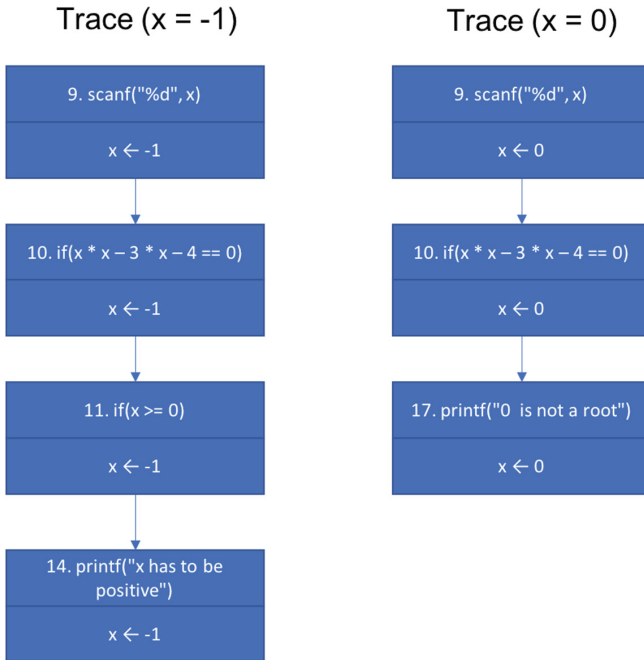 Trace (x = -1)
9. scanf("%d", x)
x ← -1
10. if(x * x – 3 * x – 4 == 0)
x ← -1
11. if(x >= 0)
x ← -1
14. printf("x has to be
positive")
x ← -1
Trace (x = 0)
9. scanf("%d", x)
x ← 0
10. if(x * x – 3 * x – 4 == 0)
x ← 0
17. printf("0 is not a root")
x ← 0